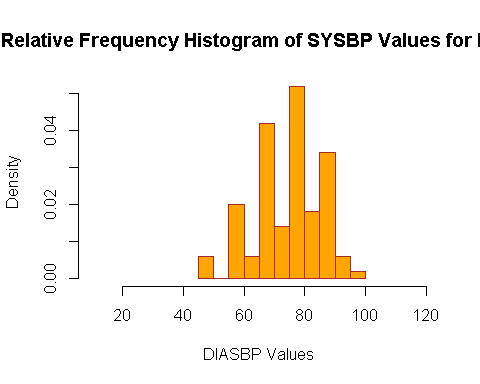 Relative Frequency Histogram of SYSBP Values for
Density
0.00 0.02 0.04
20 40 60 80 100 120
DIASBP Values